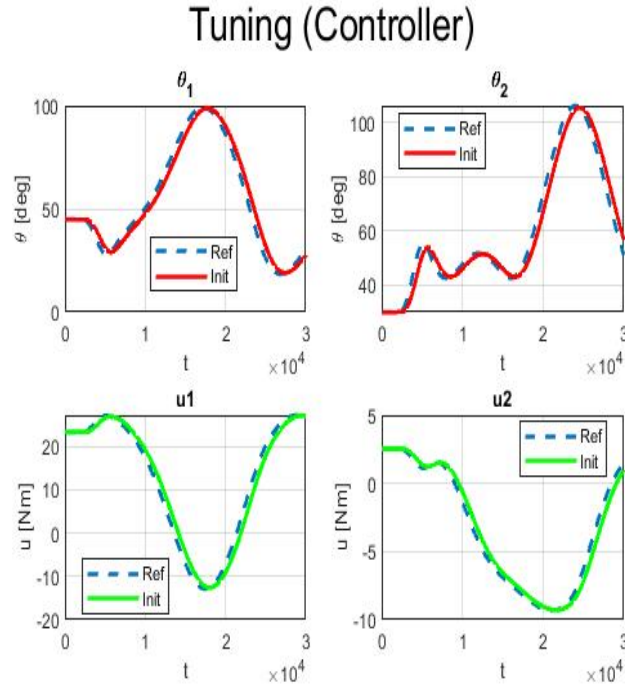 Tuning (Controller)
θ1
θ2
100
50
0
θ [deg]
Ref
Init
0
1
2
3
t
×10^4
100
80
60
40
θ [deg]
Ref
Init
0
1
2
3
t
×10^4
u1
u2
20
10
0
-10
-20
u [Nm]
Ref
Init
0
1
2
3
t
×10^4
5
0
-5
-10
u [Nm]
Ref
Init
0
1
2
3
t
×10^4